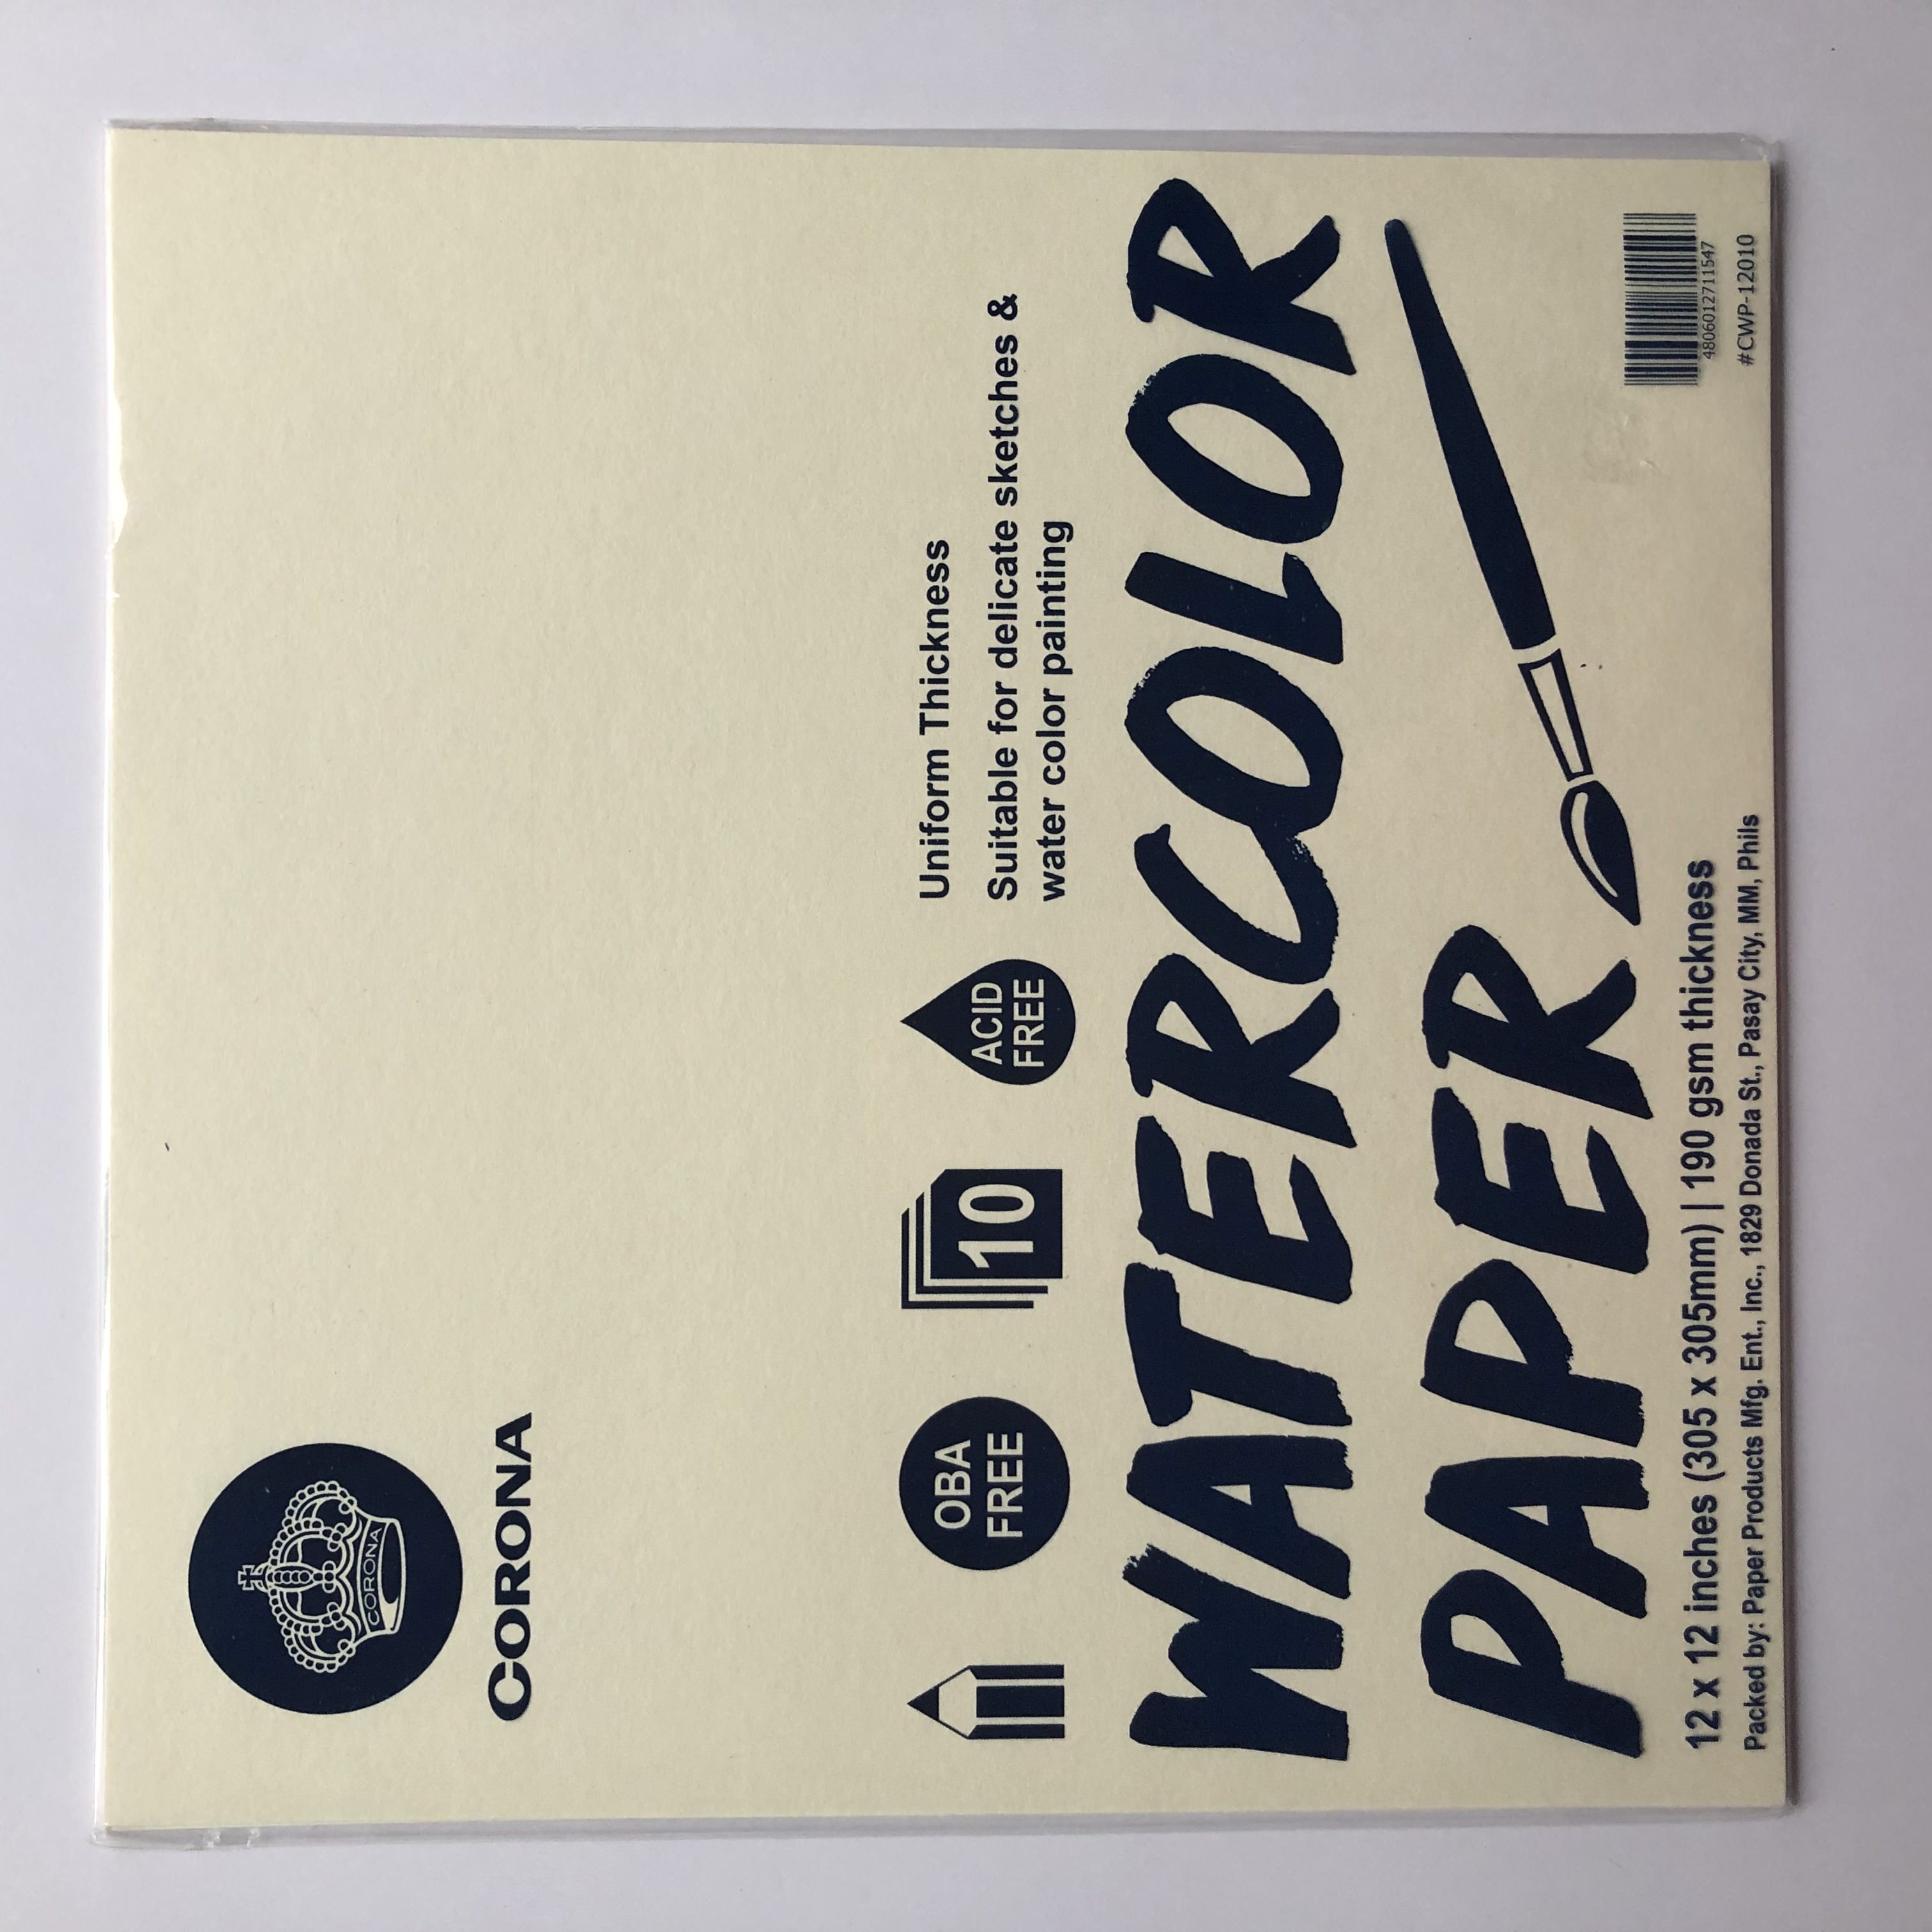 CORONA
CORONA
OBA
FREE
10
ACID
FREE
Uniform Thickness
Suitable for delicate sketches &
water color painting
WATERCOLOR
PAPER
12 x 12 inches (305 x 305mm) | 190 gsm thickness
Packed by: Paper Products Mfg. Ent., Inc., 1829 Donada St., Pasay City, MM, Phils
4806012711547
#CWP-12010